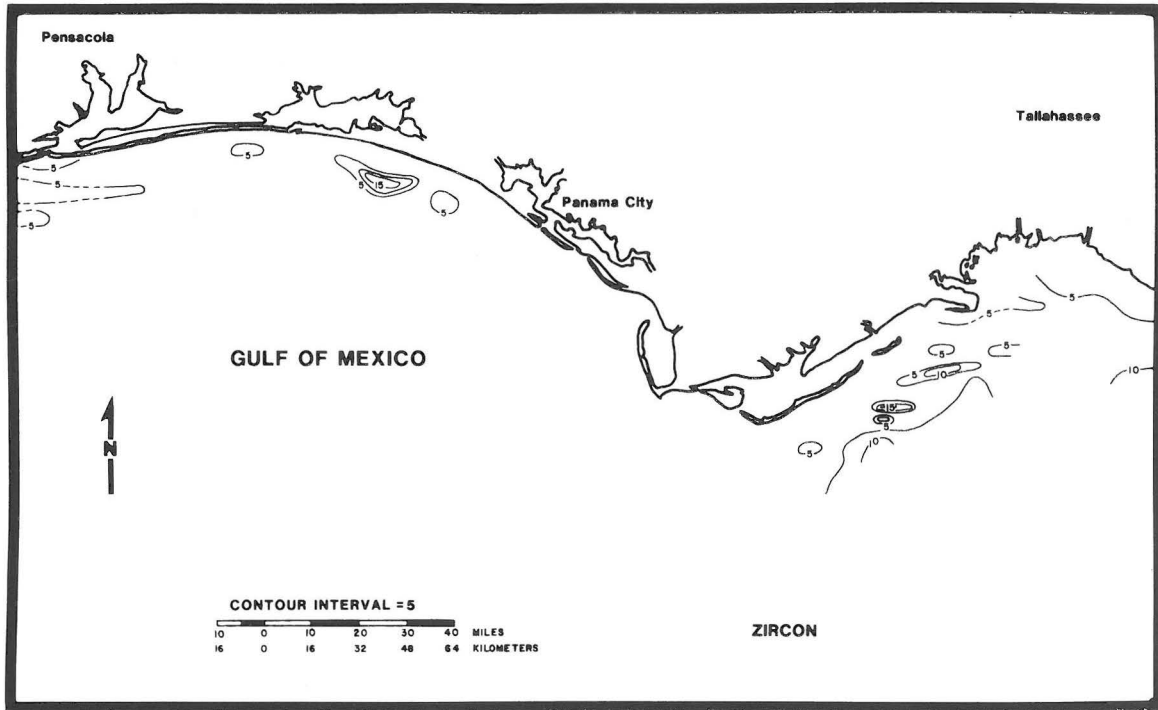 Pensacola
Tallahassee
5
5
5
5
5 15
5
Panama City
5
5
GULF OF MEXICO
5
5
5
10
10
15
5
5
10
N
CONTOUR INTERVAL = 5
10 0 10 20 30 40 MILES
16 0 16 32 48 64 KILOMETERS
ZIRCON